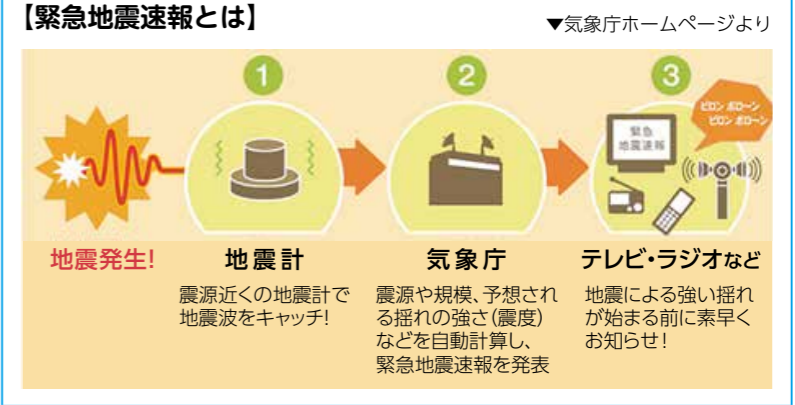 【緊急地震速報とは】
▼気象庁ホームページより
1
2
3
ピロン ポローン
ピロン ポローン
緊急
地震速報
地震発生!
地震計
気象庁
テレビ・ラジオなど
震源近くの地震計で
地震波をキャッチ!
震源や規模、予想され
る揺れの強さ(震度)
などを自動計算し、
緊急地震速報を発表
地震による強い揺れ
が始まる前に素早く
お知らせ!